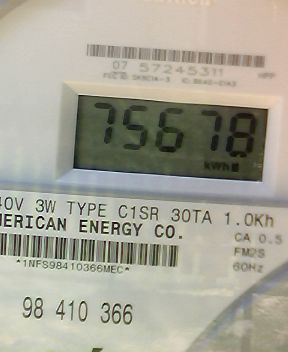 07 57245311
75678
kWh
40V 3W TYPE C1SR 30TA 1.0Kh
MERICAN ENERGY CO.
CA 0.5
FM2S
*1NFS98410366MEC*
60Hz
98 410 366